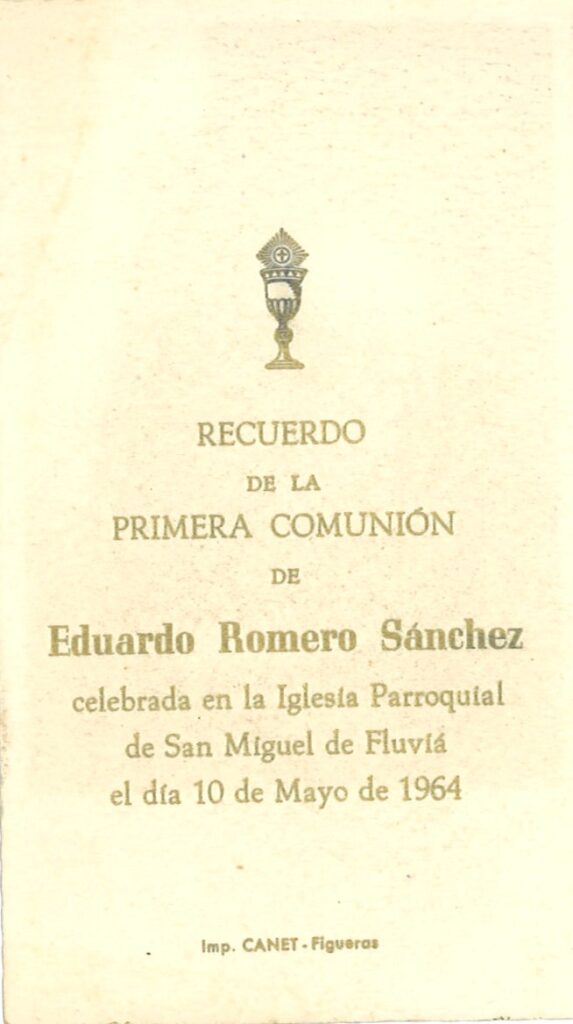 RECUERDO
DE LA
PRIMERA COMUNIÓN
DE
Eduardo Romero Sánchez
celebrada en la Iglesia Parroquial
de San Miguel de Fluviá
el día 10 de Mayo de 1964
Imp. CANET - Figueras